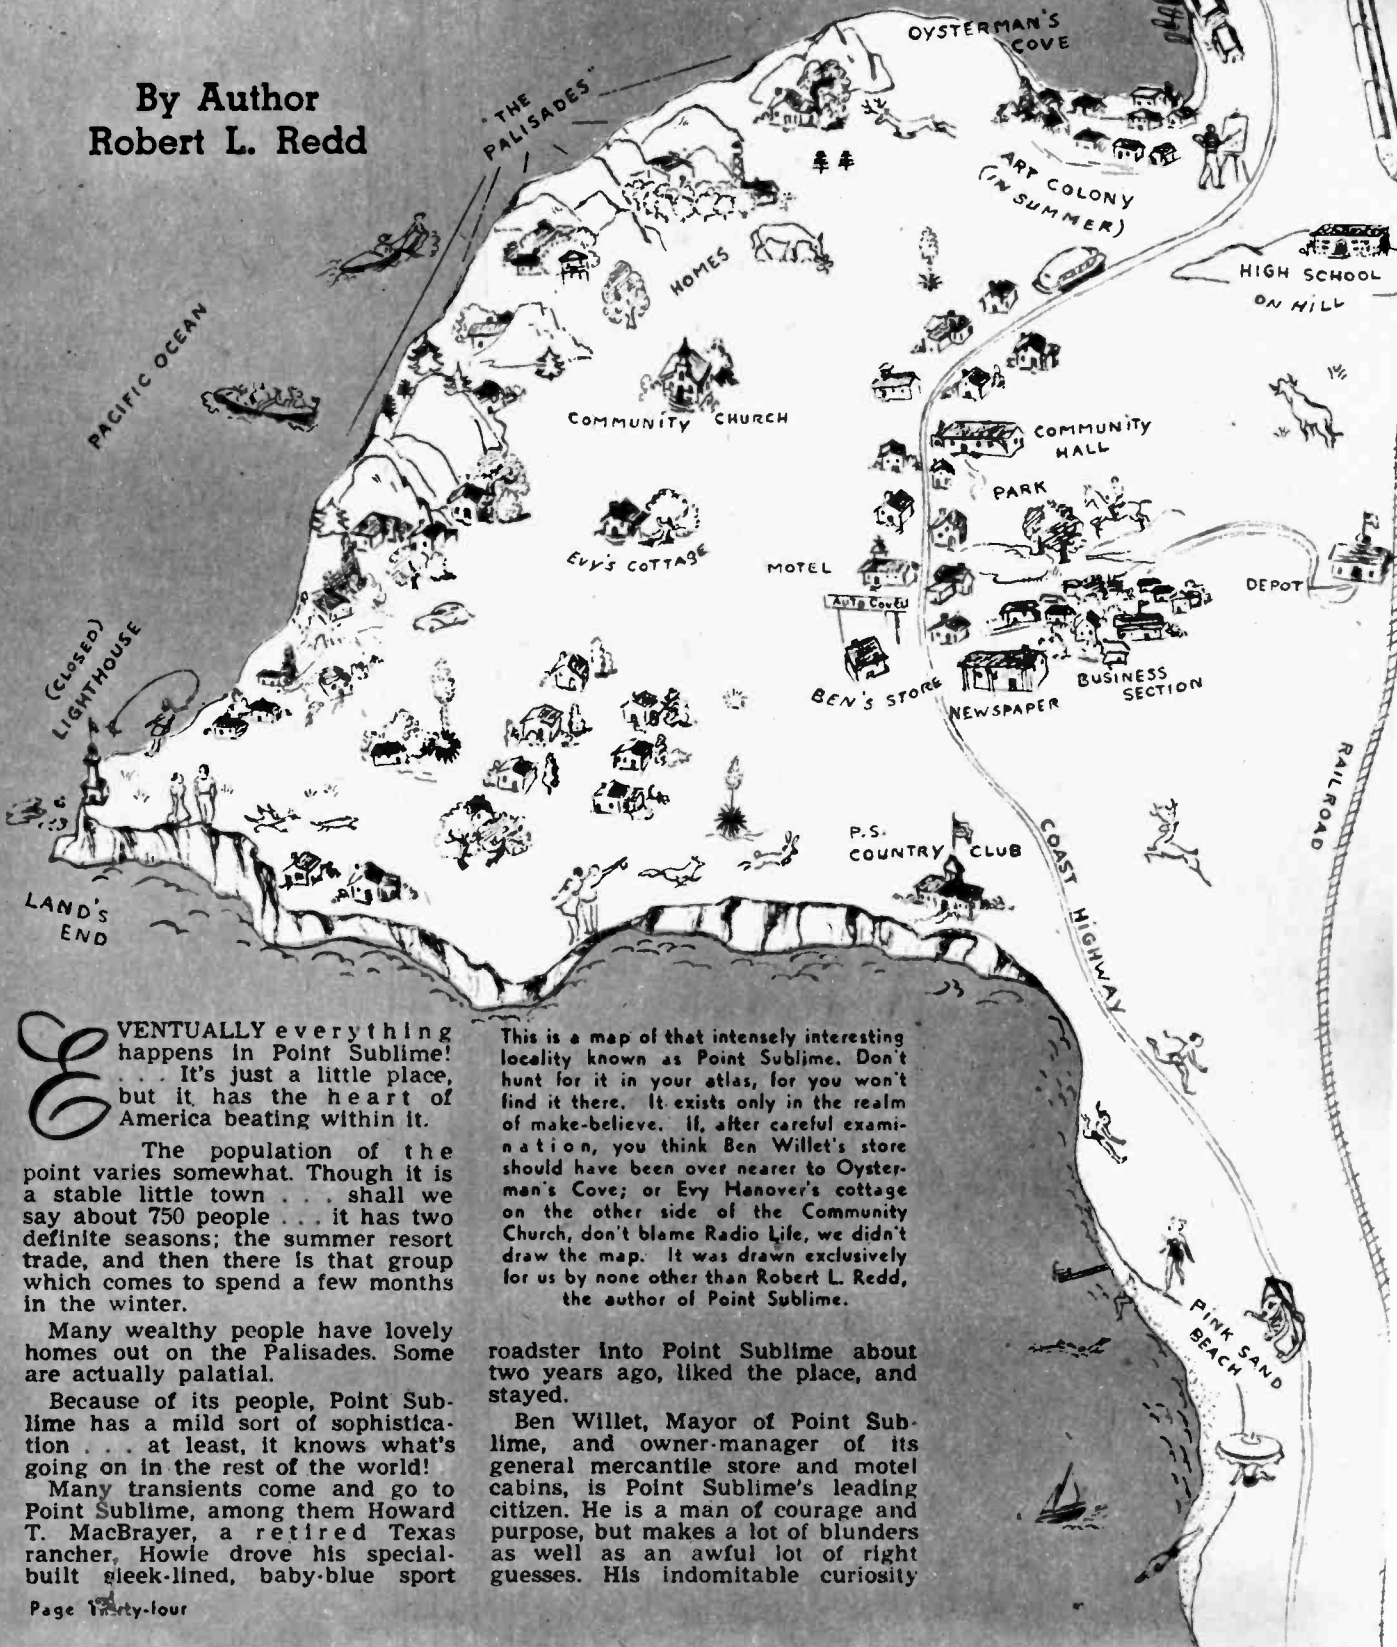 By Author
Robert L. Redd
"THE
PALISADES"
OYSTERMAN'S
COVE
ART COLONY
(IN SUMMER)
HIGH SCHOOL
ON HILL
HOMES
PACIFIC OCEAN
COMMUNITY CHURCH
COMMUNITY
HALL
PARK
EVY'S COTTAGE
MOTEL
AUTO COURT
DEPOT
BEN'S STORE
NEWSPAPER
BUSINESS
SECTION
(CLOSED)
LIGHTHOUSE
RAILROAD
P.S.
COUNTRY CLUB
COAST HIGHWAY
LAND'S
END
PINK SAND
BEACH
EVENTUALLY everything
happens in Point Sublime!
. . . It's just a little place,
but it has the heart of
America beating within it.
The population of the
point varies somewhat. Though it is
a stable little town . . . shall we
say about 750 people . . . it has two
definite seasons; the summer resort
trade, and then there is that group
which comes to spend a few months
in the winter.
Many wealthy people have lovely
homes out on the Palisades. Some
are actually palatial.
Because of its people, Point Sub-
lime has a mild sort of sophistica-
tion . . . at least, it knows what's
going on in the rest of the world!
Many transients come and go to
Point Sublime, among them Howard
T. MacBrayer, a retired Texas
rancher, Howie drove his special-
built sleek-lined, baby-blue sport
Page Thirty-four
This is a map of that intensely interesting
locality known as Point Sublime. Don't
hunt for it in your atlas, for you won't
find it there. It exists only in the realm
of make-believe. If, after careful exami-
nation, you think Ben Willet's store
should have been over nearer to Oyster-
man's Cove; or Evy Hanover's cottage
on the other side of the Community
Church, don't blame Radio Life, we didn't
draw the map. It was drawn exclusively
for us by none other than Robert L. Redd,
the author of Point Sublime.
roadster into Point Sublime about
two years ago, liked the place, and
stayed.
Ben Willet, Mayor of Point Sub-
lime, and owner-manager of its
general mercantile store and motel
cabins, is Point Sublime's leading
citizen. He is a man of courage and
purpose, but makes a lot of blunders
as well as an awful lot of right
guesses. His indomitable curiosity